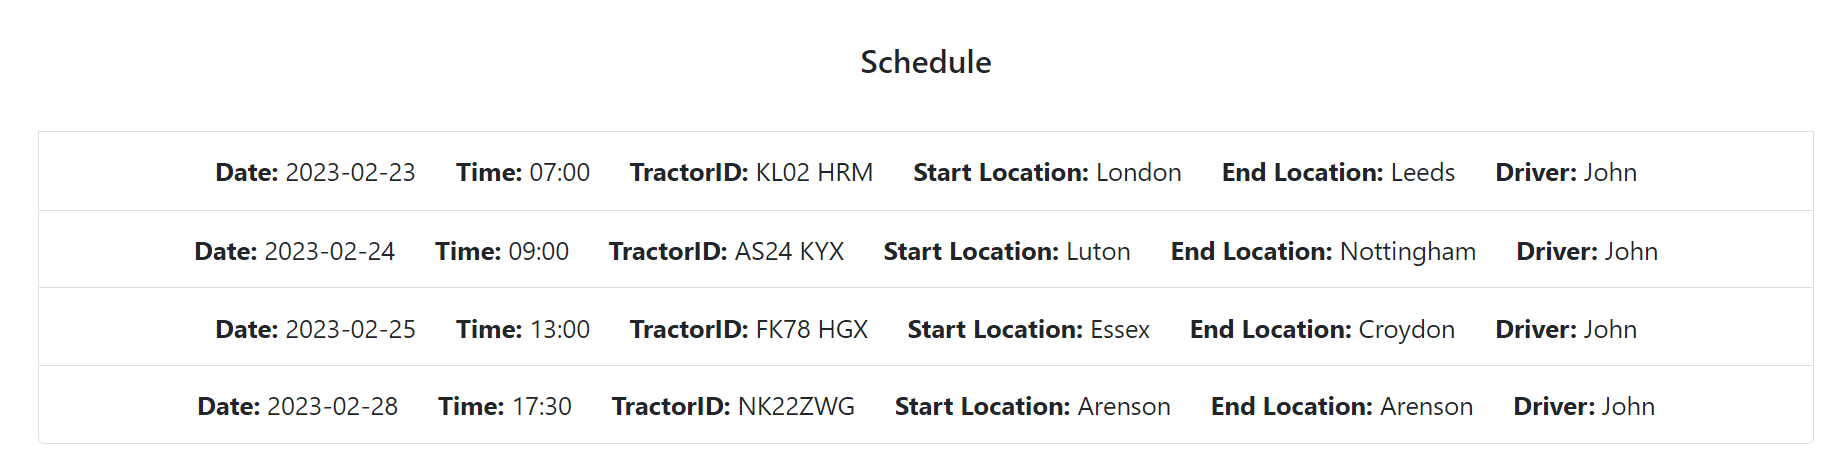 Schedule
Date: 2023-02-23 Time: 07:00 TractorID: KL02 HRM Start Location: London End Location: Leeds Driver: John
Date: 2023-02-24 Time: 09:00 TractorID: AS24 KYX Start Location: Luton End Location: Nottingham Driver: John
Date: 2023-02-25 Time: 13:00 TractorID: FK78 HGX Start Location: Essex End Location: Croydon Driver: John
Date: 2023-02-28 Time: 17:30 TractorID: NK22ZWG Start Location: Arenson End Location: Arenson Driver: John